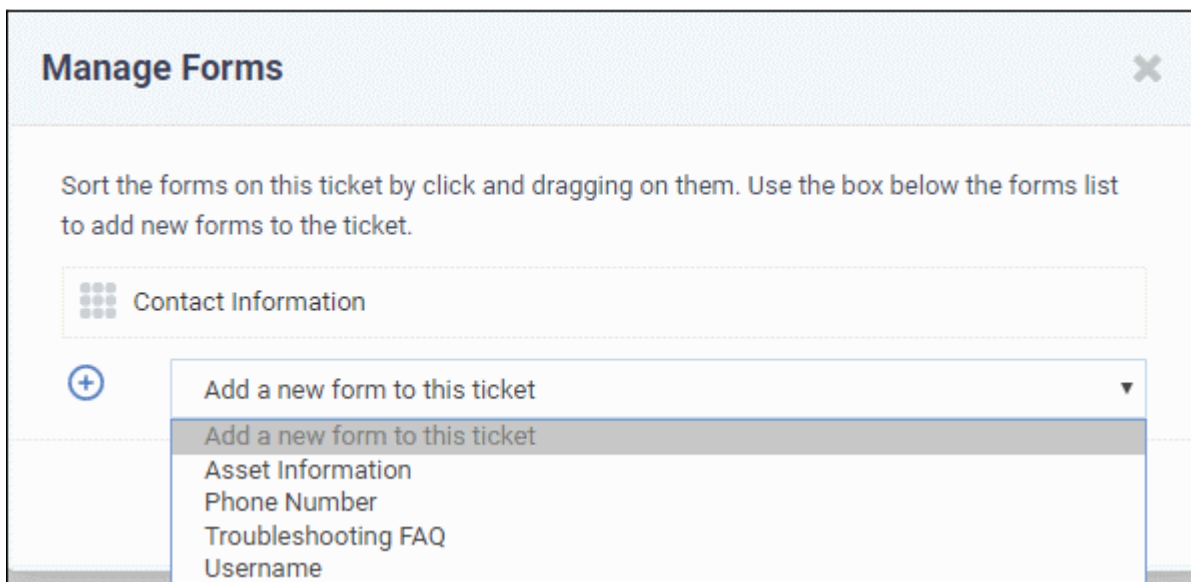 Manage Forms
Sort the forms on this ticket by click and dragging on them. Use the box below the forms list
to add new forms to the ticket.
Contact Information
Add a new form to this ticket
Add a new form to this ticket
Asset Information
Phone Number
Troubleshooting FAQ
Username